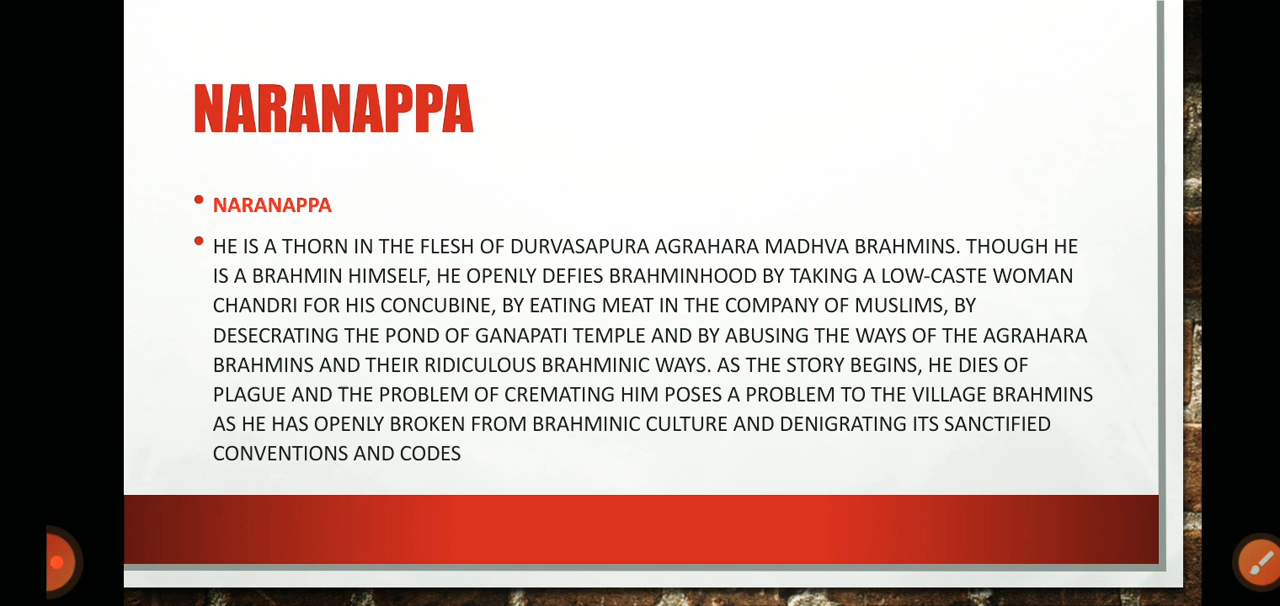 NARANAPPA
• NARANAPPA
• HE IS A THORN IN THE FLESH OF DURVASAPURA AGRAHARA MADHVA BRAHMINS. THOUGH HE
IS A BRAHMIN HIMSELF, HE OPENLY DEFIES BRAHMINHOOD BY TAKING A LOW-CASTE WOMAN
CHANDRI FOR HIS CONCUBINE, BY EATING MEAT IN THE COMPANY OF MUSLIMS, BY
DESECRATING THE POND OF GANAPATI TEMPLE AND BY ABUSING THE WAYS OF THE AGRAHARA
BRAHMINS AND THEIR RIDICULOUS BRAHMINIC WAYS. AS THE STORY BEGINS, HE DIES OF
PLAGUE AND THE PROBLEM OF CREMATING HIM POSES A PROBLEM TO THE VILLAGE BRAHMINS
AS HE HAS OPENLY BROKEN FROM BRAHMINIC CULTURE AND DENIGRATING ITS SANCTIFIED
CONVENTIONS AND CODES